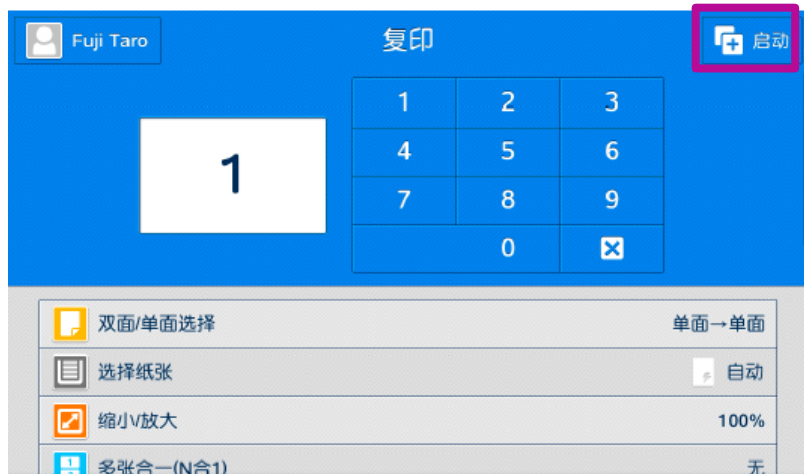 Fuji Taro
复印
启动
1
1 2 3
4 5 6
7 8 9
0
双面/单面选择 单面→单面
选择纸张 自动
缩小/放大 100%
多张合一(N合1) 无